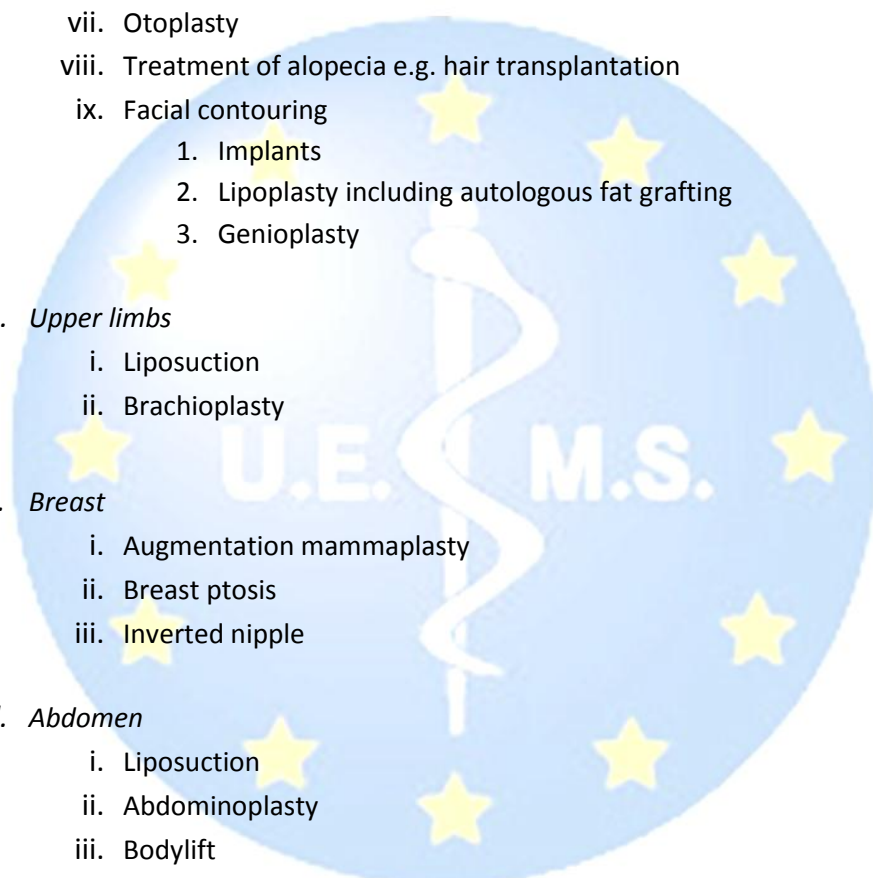 vii. Otoplasty
viii. Treatment of alopecia e.g. hair transplantation
ix. Facial contouring
1. Implants
2. Lipoplasty including autologous fat grafting
3. Genioplasty
. Upper limbs
i. Liposuction
ii. Brachioplasty
U.E. M.S.
. Breast
i. Augmentation mammaplasty
ii. Breast ptosis
iii. Inverted nipple
. Abdomen
i. Liposuction
ii. Abdominoplasty
iii. Bodylift